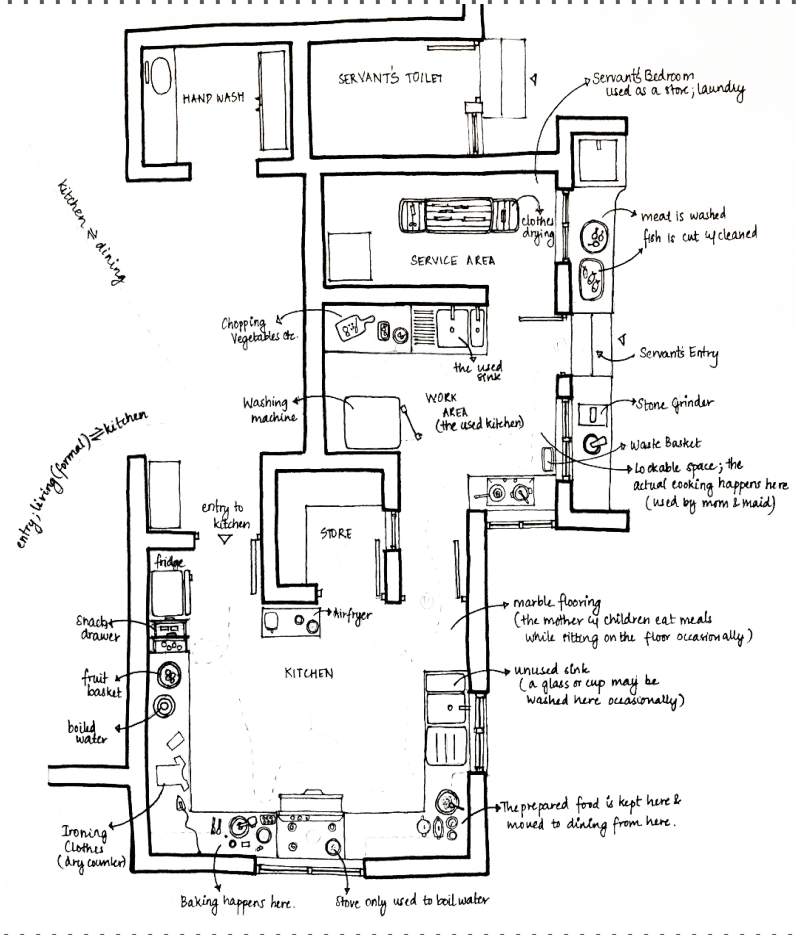 HAND WASH
SERVANT'S TOILET
Servant's Bedroom
used as a store; laundry
kitchen ⇌ dining
clothes
drying
SERVICE AREA
meat is washed
fish is cut w/ cleaned
Chopping
Vegetables etc.
the used
sink
Servant's Entry
Washing
machine
WORK
AREA
(the used kitchen)
Stone Grinder
Waste Basket
Lockable space; the
actual cooking happens here
(used by mom & maid)
entry; living (formal) ⇌ kitchen
entry to
kitchen
STORE
fridge
Airfryer
Snacks
drawer
marble flooring
(the mother w/ children eat meals
while sitting on the floor occasionally)
KITCHEN
fruit
basket
unused sink
(a glass or cup may be
washed here occasionally)
boiled
water
The prepared food is kept here &
moved to dining from here.
Ironing
Clothes
(dry counter)
Baking happens here.
Stove only used to boil water